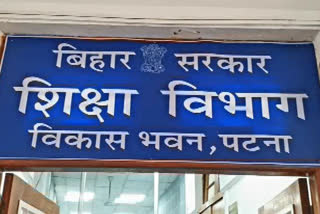 बिहार सरकार
शिक्षा विभाग
विकास भवन, पटना